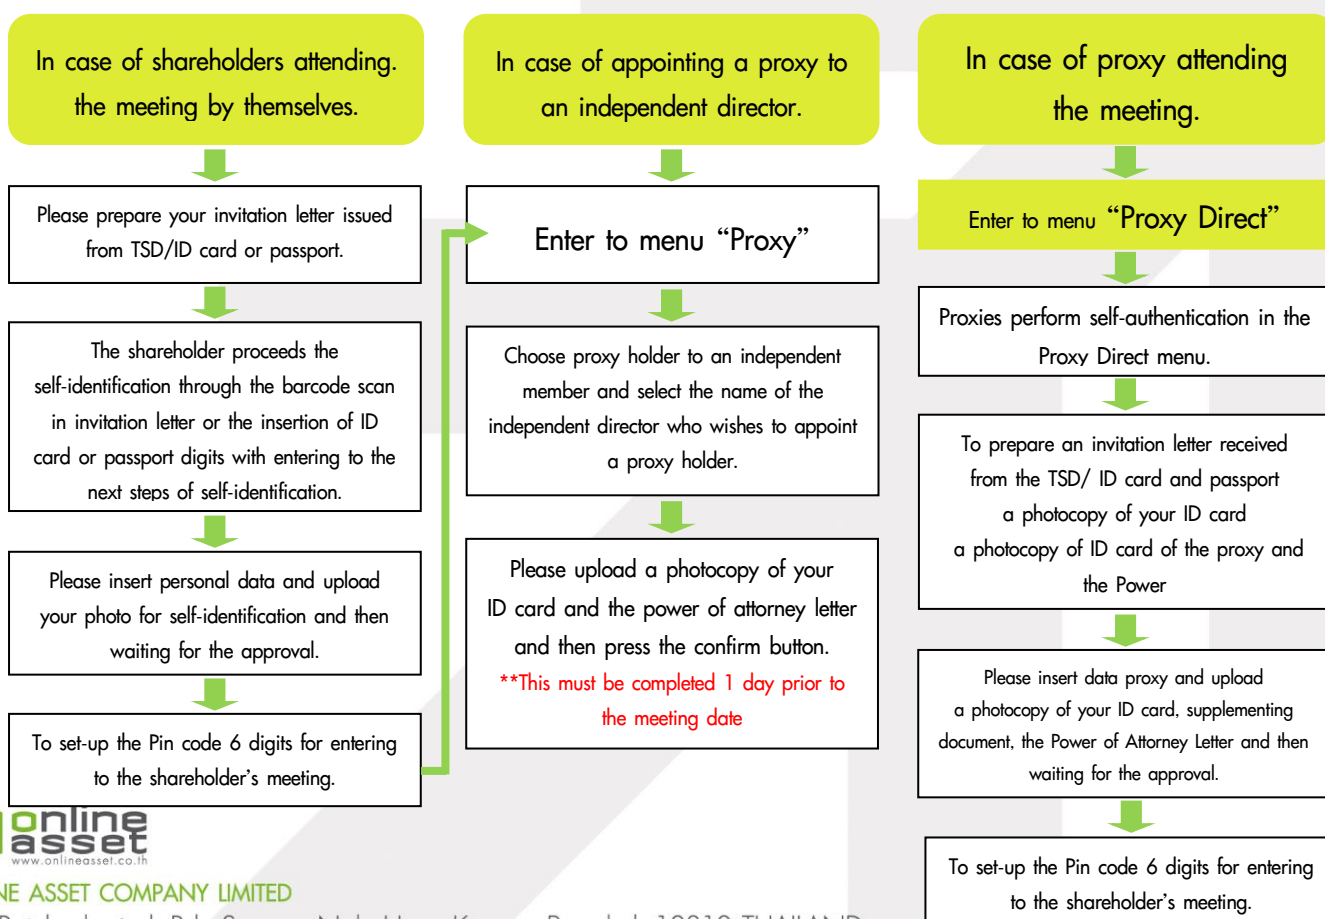 In case of shareholders attending.
the meeting by themselves.
Please prepare your invitation letter issued
from TSD/ID card or passport.
The shareholder proceeds the
self-identification through the barcode scan
in invitation letter or the insertion of ID
card or passport digits with entering to the
next steps of self-identification.
Please insert personal data and upload
your photo for self-identification and then
waiting for the approval.
To set-up the Pin code 6 digits for entering
to the shareholder's meeting.
In case of appointing a proxy to
an independent director.
Enter to menu “Proxy”
Choose proxy holder to an independent
member and select the name of the
independent director who wishes to appoint
a proxy holder.
Please upload a photocopy of your
ID card and the power of attorney letter
and then press the confirm button.
**This must be completed 1 day prior to
the meeting date
In case of proxy attending
the meeting.
Enter to menu “Proxy Direct”
Proxies perform self-authentication in the
Proxy Direct menu.
To prepare an invitation letter received
from the TSD/ ID card and passport
a photocopy of your ID card
a photocopy of ID card of the proxy and
the Power
Please insert data proxy and upload
a photocopy of your ID card, supplementing
document, the Power of Attorney Letter and then
waiting for the approval.
To set-up the Pin code 6 digits for entering
to the shareholder's meeting.
online
asset
www.onlineasset.co.th
NE ASSET COMPANY LIMITED